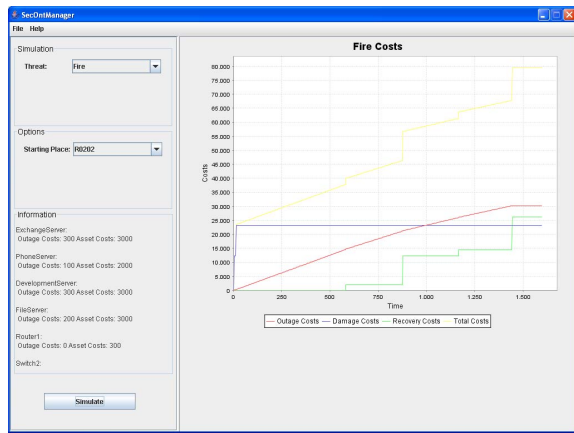 SecOntManager
File Help
Simulation
Threat: Fire
Options
Starting Place: R0202
Information
ExchangeServer:
Outage Costs: 300 Asset Costs: 3000
PhoneServer:
Outage Costs: 100 Asset Costs: 2000
DevelopmentServer:
Outage Costs: 300 Asset Costs: 3000
FileServer:
Outage Costs: 200 Asset Costs: 3000
Router1:
Outage Costs: 0 Asset Costs: 300
Switch2:
Simulate
Fire Costs
80.000
75.000
70.000
65.000
60.000
55.000
50.000
45.000
40.000
35.000
30.000
25.000
20.000
15.000
10.000
5.000
0
Costs
0 250 500 750 1.000 1.250 1.500
Time
Outage Costs Damage Costs Recovery Costs Total Costs